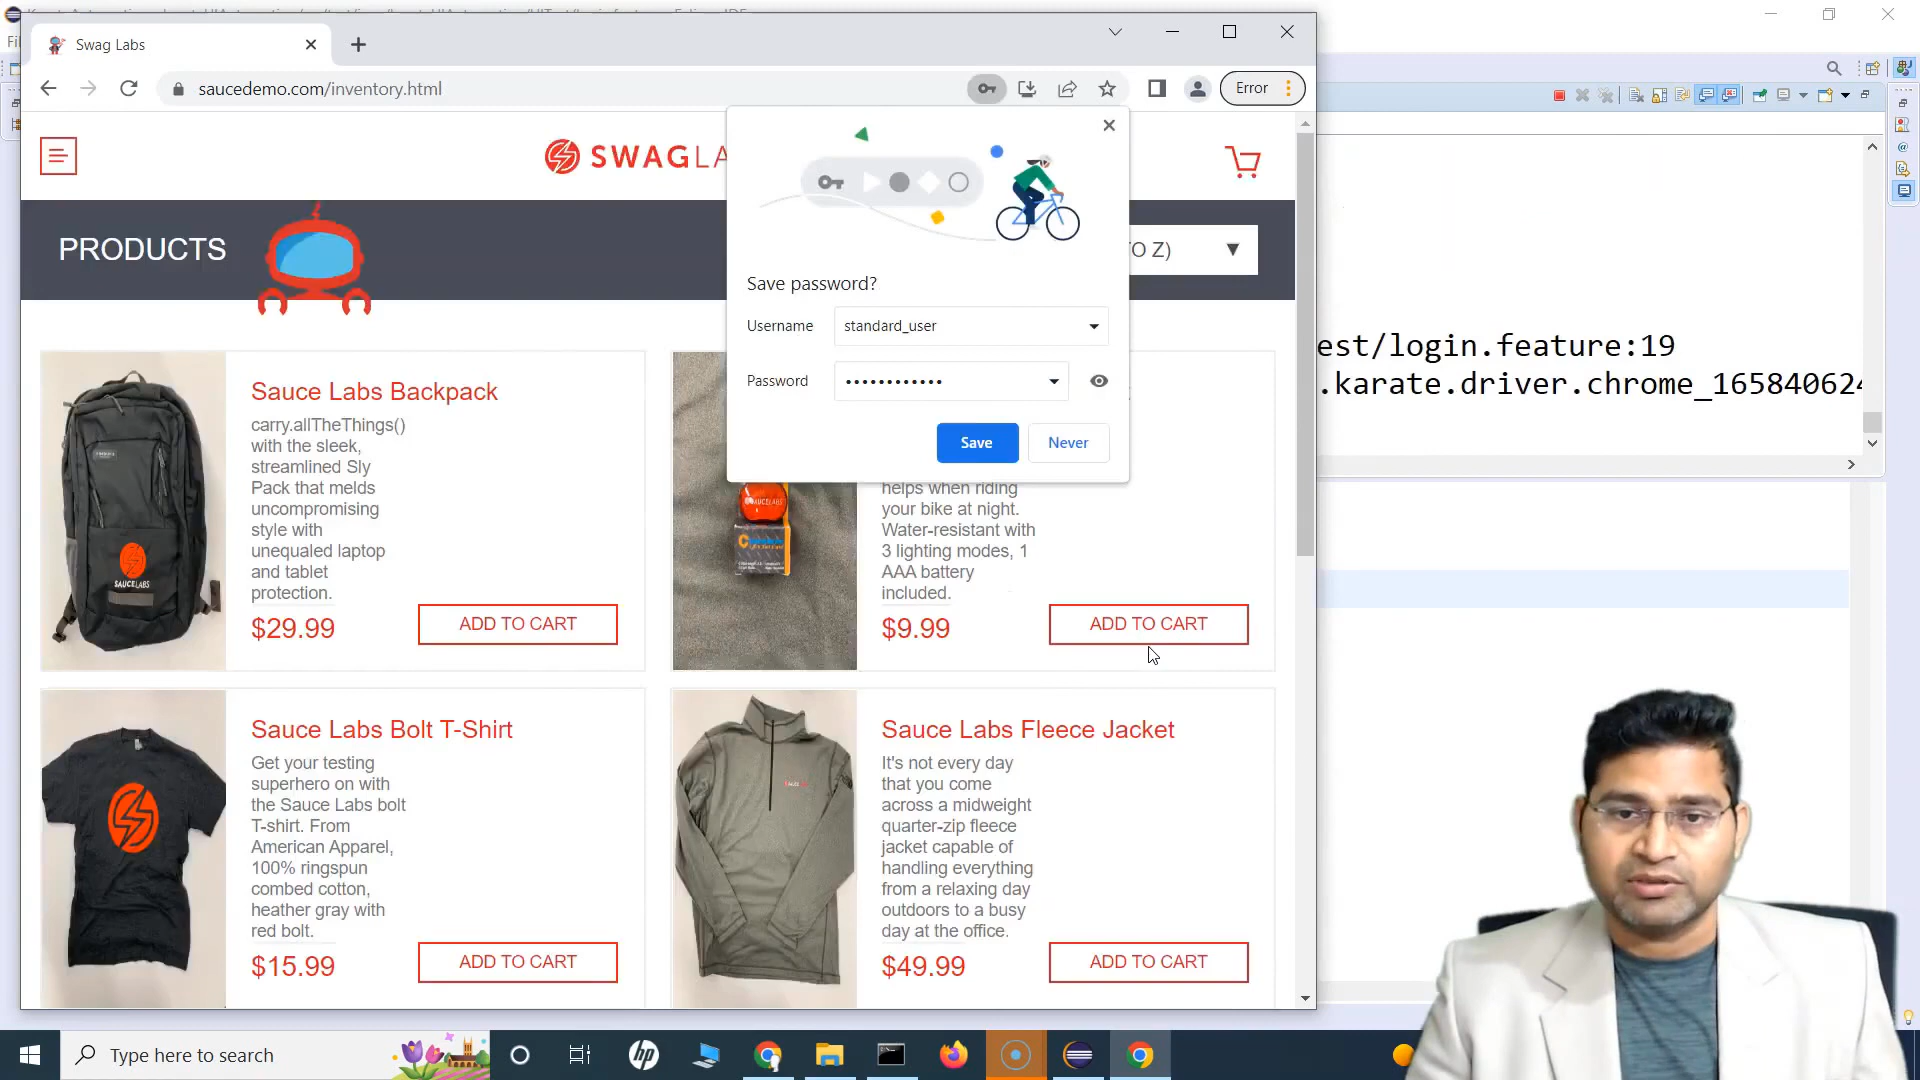 Swag Labs
saucedemo.com/inventory.html
Error
SWAGLA
PRODUCTS
TO Z)
Save password?
Username
standard_user
Password
Save
Never
Sauce Labs Backpack
carry.allTheThings()
with the sleek,
streamlined Sly
Pack that melds
uncompromising
style with
unequaled laptop
and tablet
protection.
$29.99
ADD TO CART
helps when riding
your bike at night.
Water-resistant with
3 lighting modes, 1
AAA battery
included.
$9.99
ADD TO CART
Sauce Labs Bolt T-Shirt
Get your testing
superhero on with
the Sauce Labs bolt
T-shirt. From
American Apparel,
100% ringspun
combed cotton,
heather gray with
red bolt.
$15.99
ADD TO CART
Sauce Labs Fleece Jacket
It's not every day
that you come
across a midweight
quarter-zip fleece
jacket capable of
handling everything
from a relaxing day
outdoors to a busy
day at the office.
$49.99
ADD TO CART
est/login.feature:19
.karate.driver.chrome_165840624
SAUCELABS
Type here to search
hp